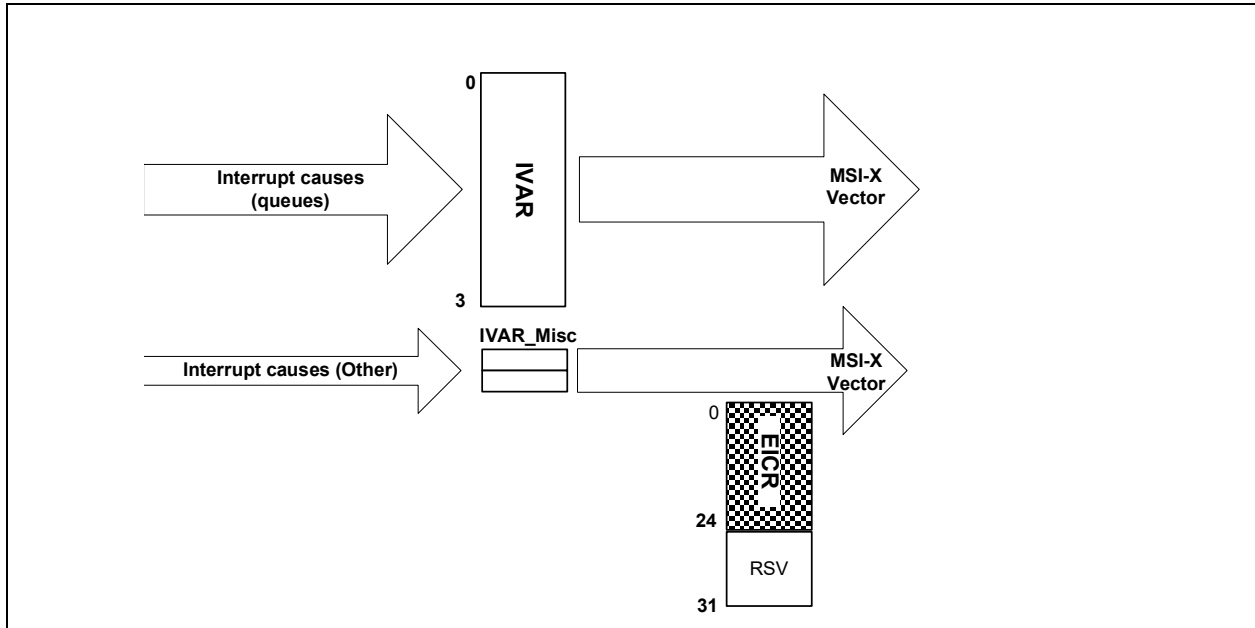 0
Interrupt causes
(queues)
IVAR
MSI-X
Vector
3
IVAR_Misc
Interrupt causes (Other)
MSI-X
Vector
0
EICR
24
RSV
31